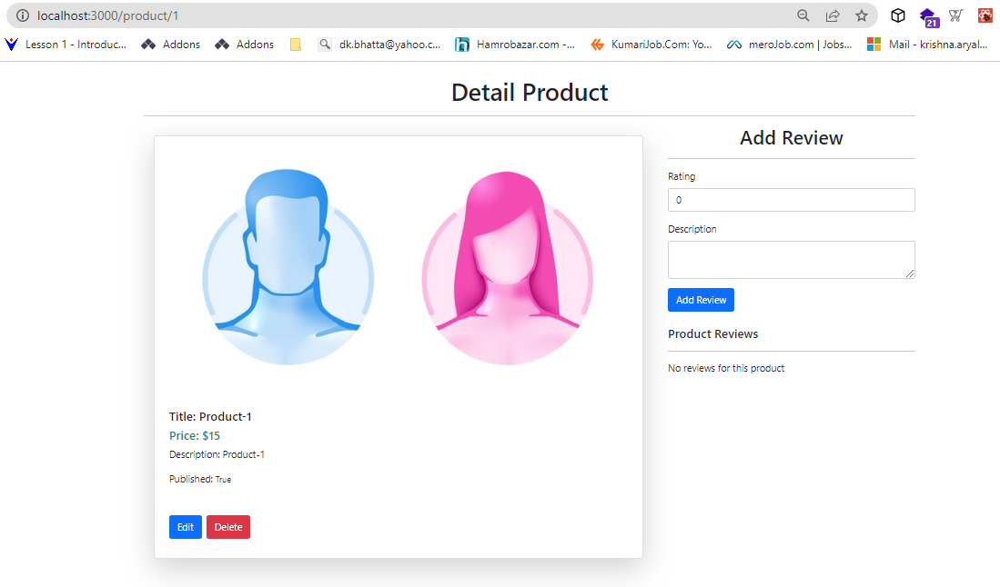 localhost:3000/product/1
21
Lesson 1 - Introduc... Addons Addons dk.bhatta@yahoo.c... Hamrobazar.com -... KumariJob.Com: Yo... meroJob.com | Jobs... Mail - krishna.aryal...
Detail Product
Title: Product-1
Price: $15
Description: Product-1
Published: True
Edit Delete
Add Review
Rating
0
Description
Add Review
Product Reviews
No reviews for this product